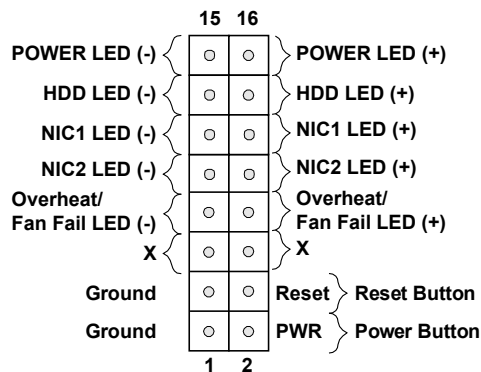 15 16
POWER LED (-) POWER LED (+)
HDD LED (-) HDD LED (+)
NIC1 LED (-) NIC1 LED (+)
NIC2 LED (-) NIC2 LED (+)
Overheat/ Overheat/
Fan Fail LED (-) Fan Fail LED (+)
X X
Ground Reset Reset Button
Ground PWR Power Button
1 2